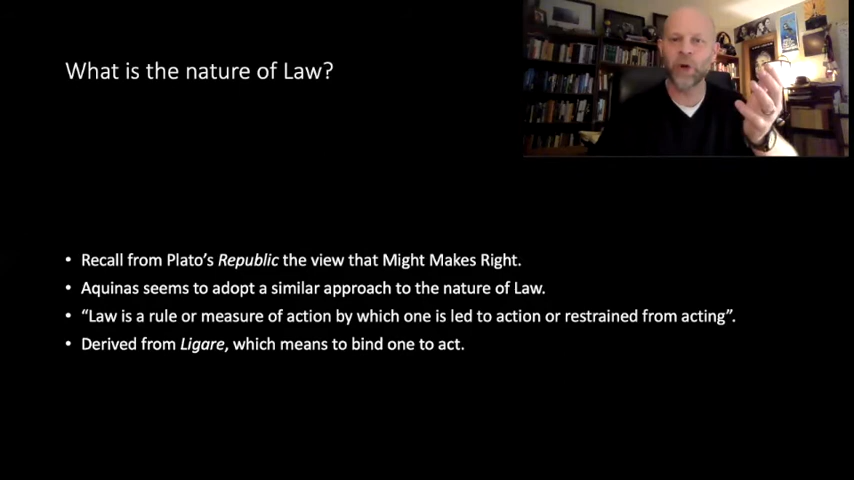 What is the nature of Law?
• Recall from Plato's Republic the view that Might Makes Right.
• Aquinas seems to adopt a similar approach to the nature of Law.
• “Law is a rule or measure of action by which one is led to action or restrained from acting”.
• Derived from Ligare, which means to bind one to act.